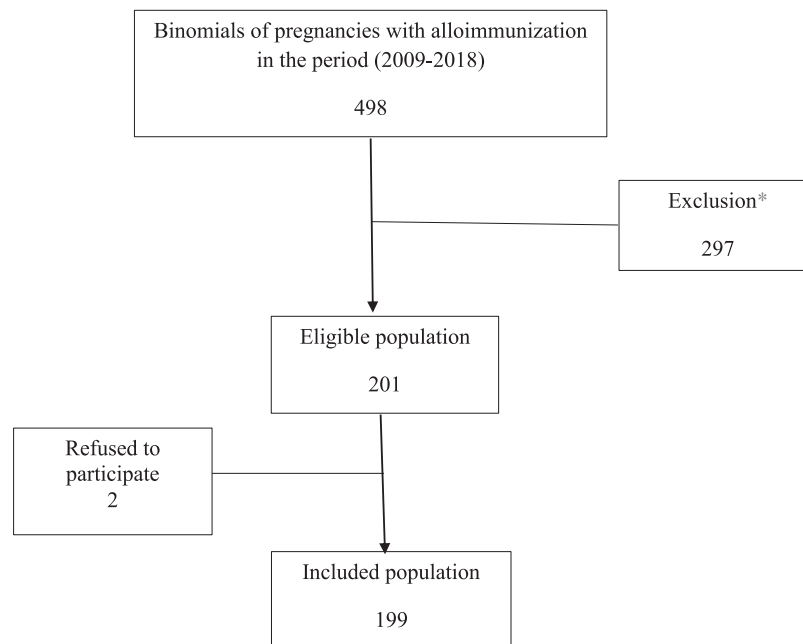 Binomials of pregnancies with alloimmunization
in the period (2009-2018)
498
Exclusion*
297
Eligible population
201
Refused to
participate
2
Included population
199